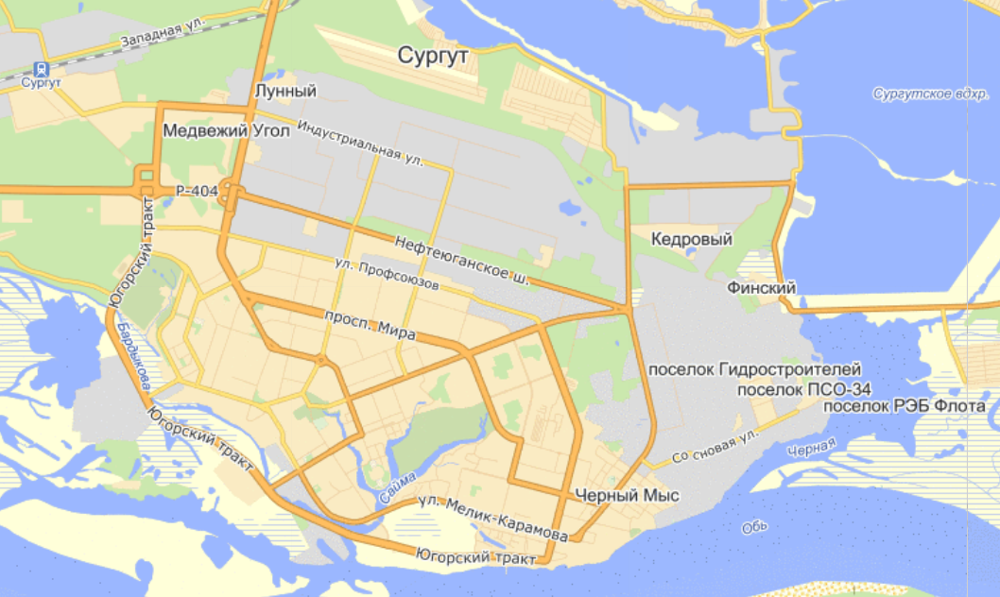 Западная ул.
Сургут
Сургут
Лунный
Сургутское вдхр.
Медвежий Угол
Индустриальная ул.
Р-404
Югорский тракт
Нефтеюганское ш.
Кедровый
ул. Профсоюзов
Финский
просп. Мира
Бардыкова
поселок Гидростроителей
поселок ПСО-34
поселок РЭБ Флота
Югорский тракт
Сосновая ул.
Черная
Сайма
Черный Мыс
ул. Мелик-Карамова
Обь
Югорский тракт